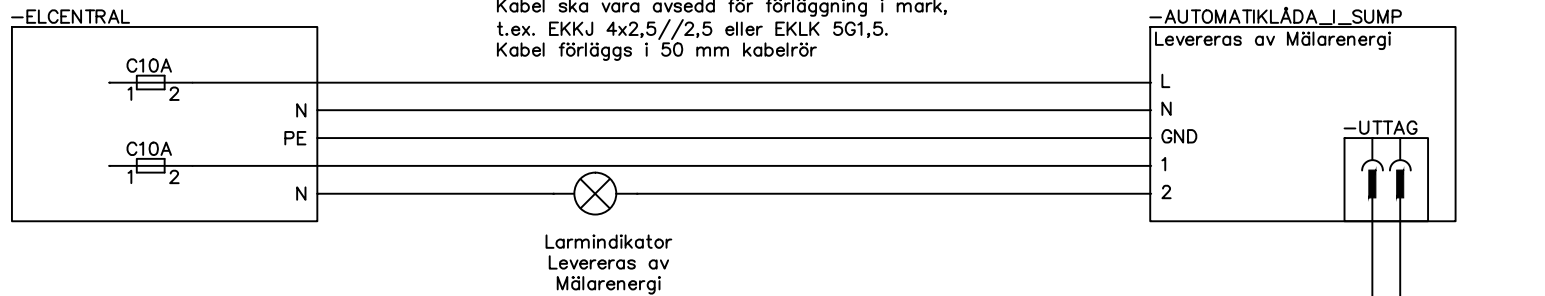 Kabel ska vara avsedd för förläggning i mark,
t.ex. EKKJ 4x2,5//2,5 eller EKLK 5G1,5.
Kabel förläggs i 50 mm kabelrör
-ELCENTRAL
C10A
1 2
N
PE
C10A
1 2
N
Larmindikator
Levereras av
Mälarenergi
-AUTOMATIKLÅDA_I_SUMP
Levereras av Mälarenergi
L
N
GND
1
2
-UTTAG